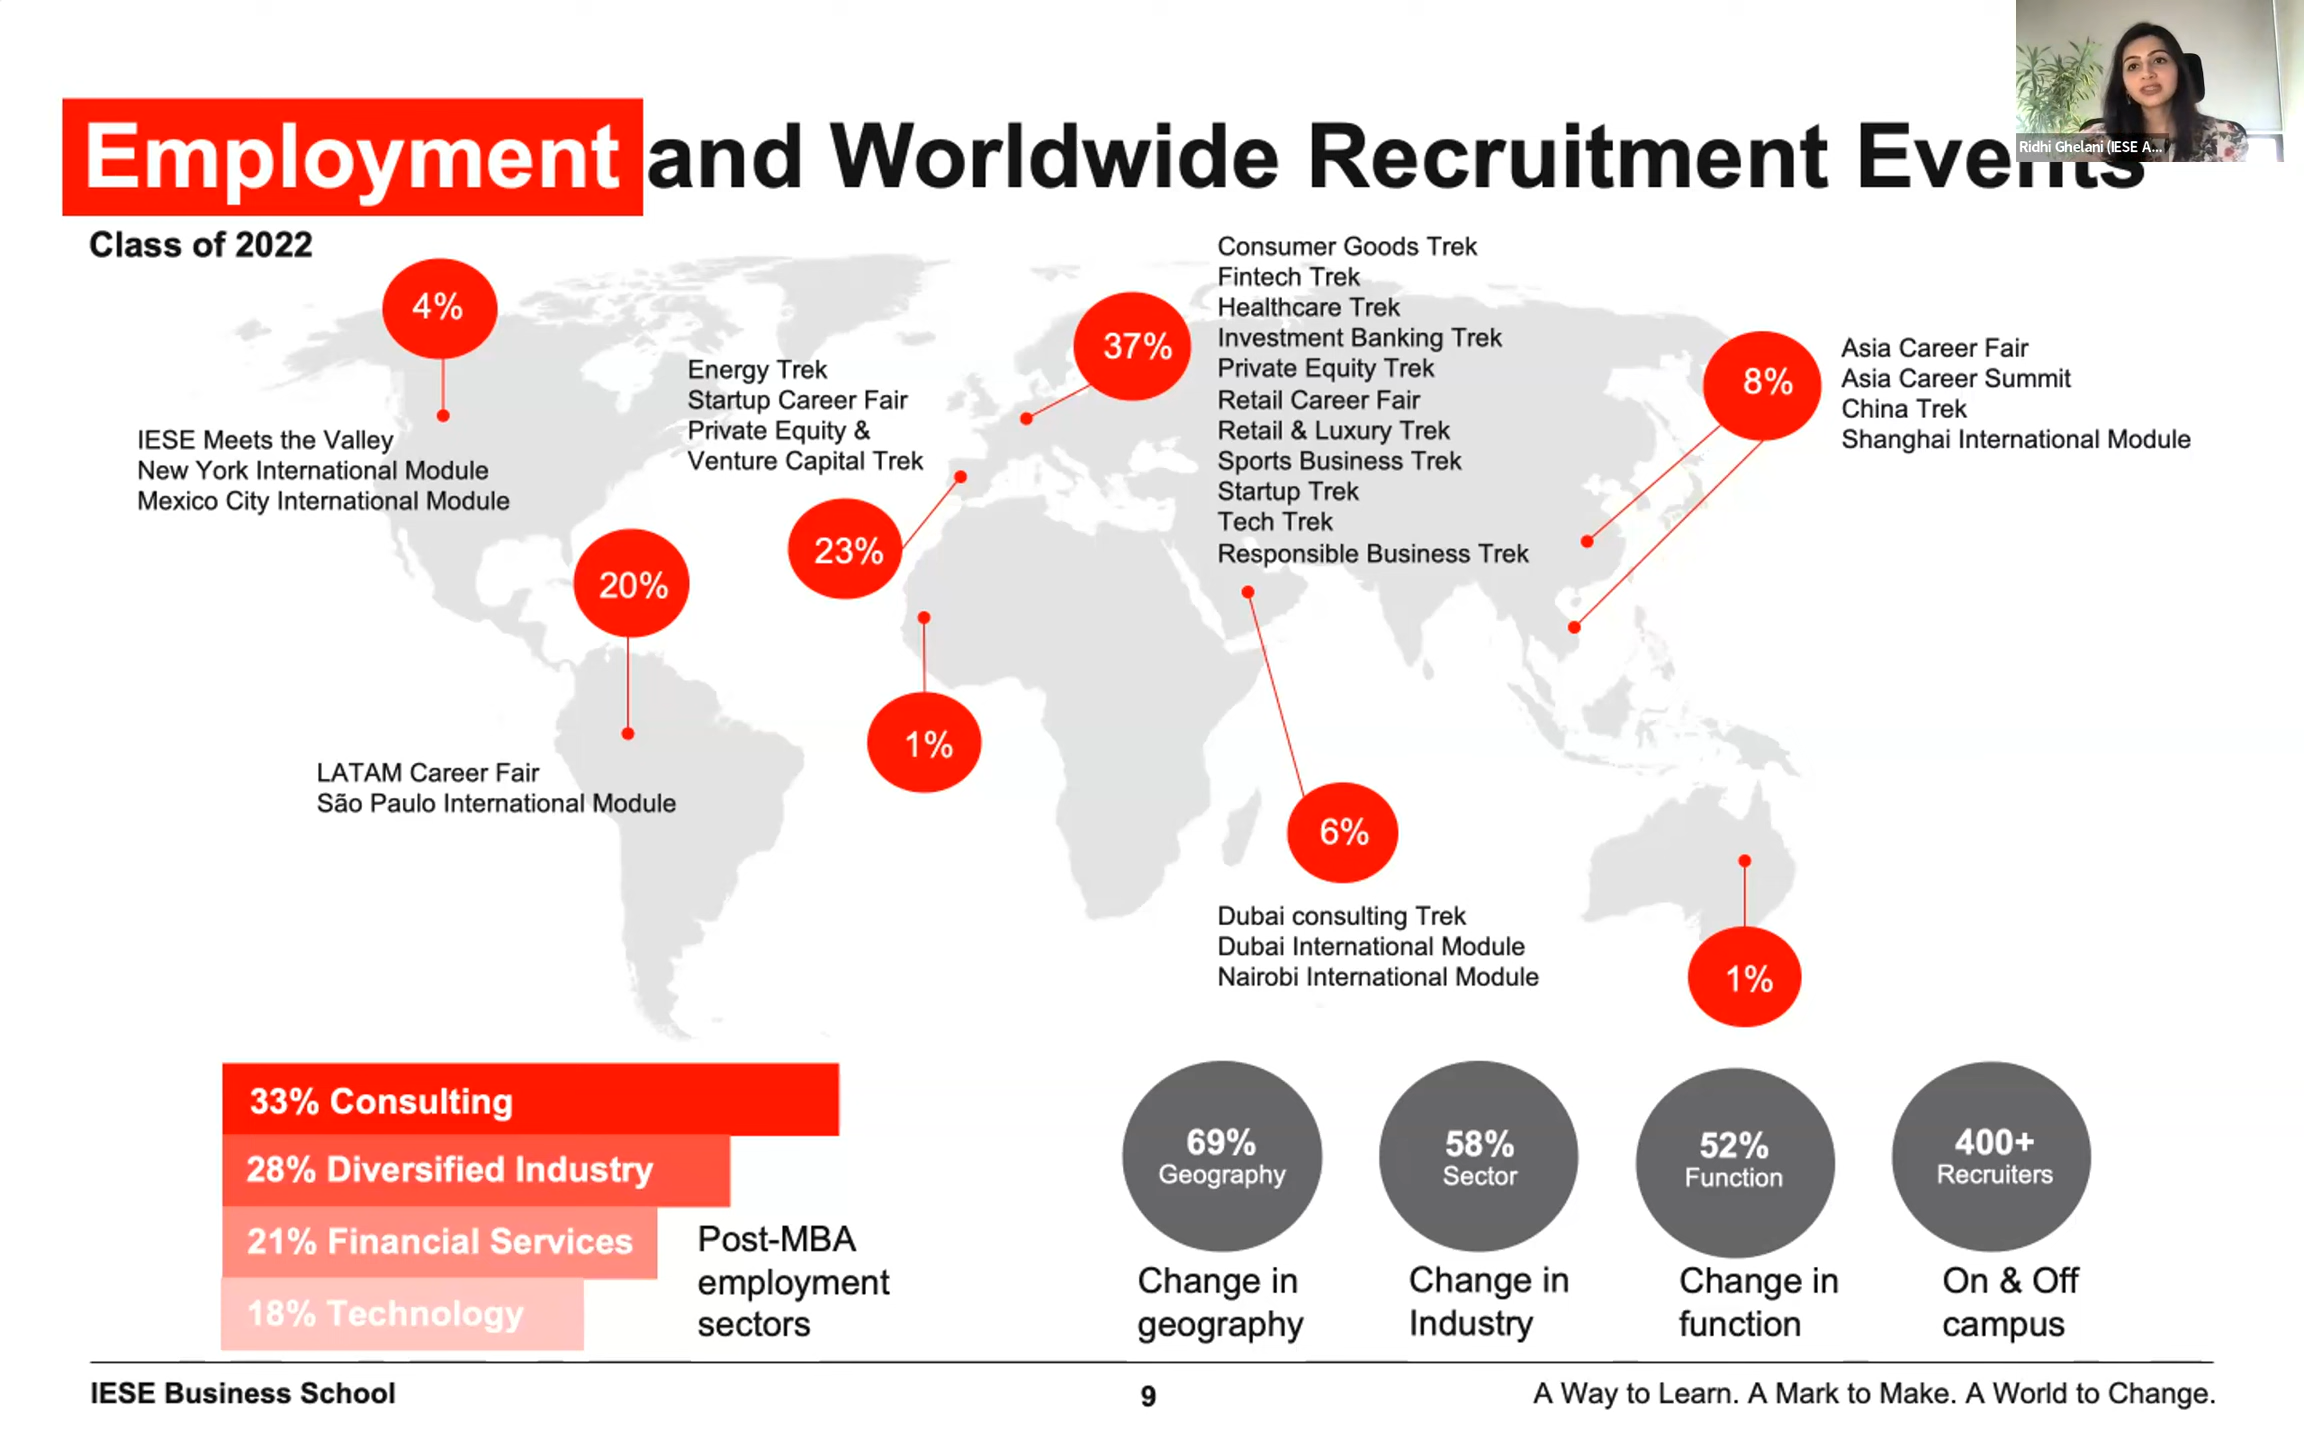 Ridhi Ghelani (IESE A...
Employment and Worldwide Recruitment Events
Class of 2022
4%
IESE Meets the Valley
New York International Module
Mexico City International Module
20%
LATAM Career Fair
São Paulo International Module
Energy Trek
Startup Career Fair
Private Equity &
Venture Capital Trek
23%
1%
37%
Consumer Goods Trek
Fintech Trek
Healthcare Trek
Investment Banking Trek
Private Equity Trek
Retail Career Fair
Retail & Luxury Trek
Sports Business Trek
Startup Trek
Tech Trek
Responsible Business Trek
6%
Dubai consulting Trek
Dubai International Module
Nairobi International Module
8%
Asia Career Fair
Asia Career Summit
China Trek
Shanghai International Module
1%
33% Consulting
28% Diversified Industry
21% Financial Services
18% Technology
Post-MBA
employment
sectors
69%
Geography
Change in
geography
58%
Sector
Change in
Industry
52%
Function
Change in
function
400+
Recruiters
On & Off
campus
IESE Business School
9
A Way to Learn. A Mark to Make. A World to Change.